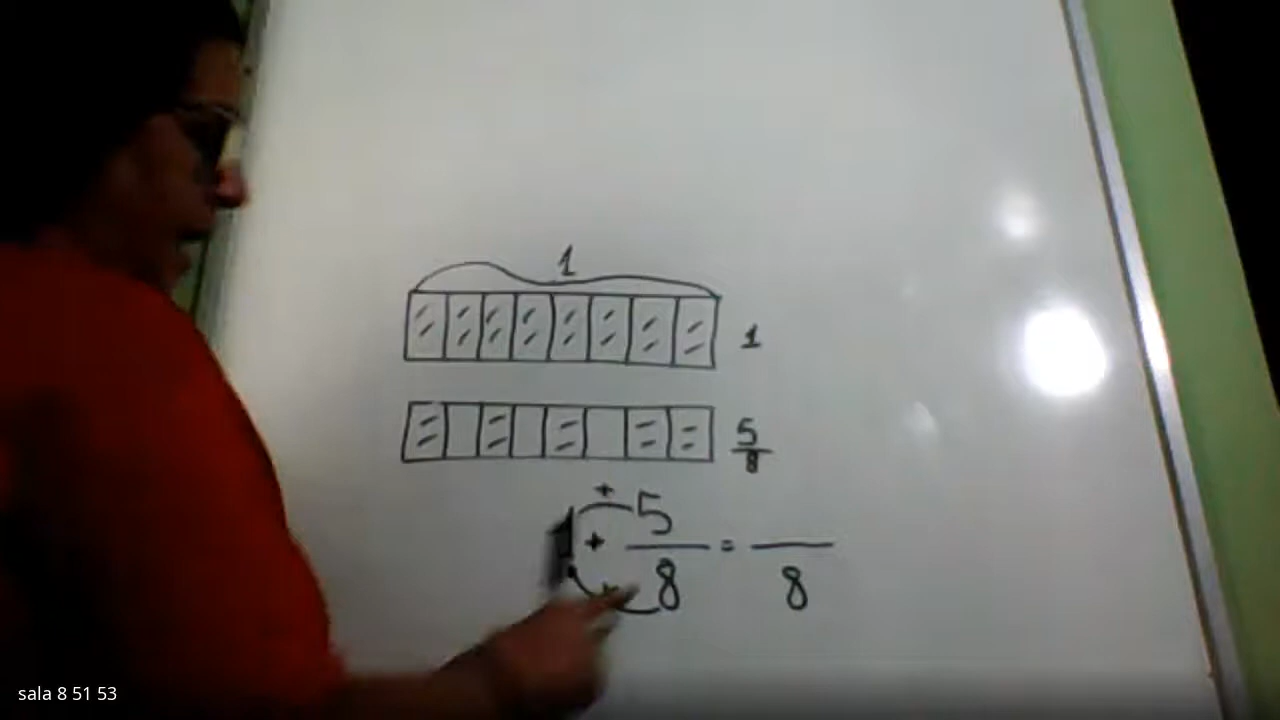 1
1
5
8
+
1 + 5/8 = /8
sala 8 51 53